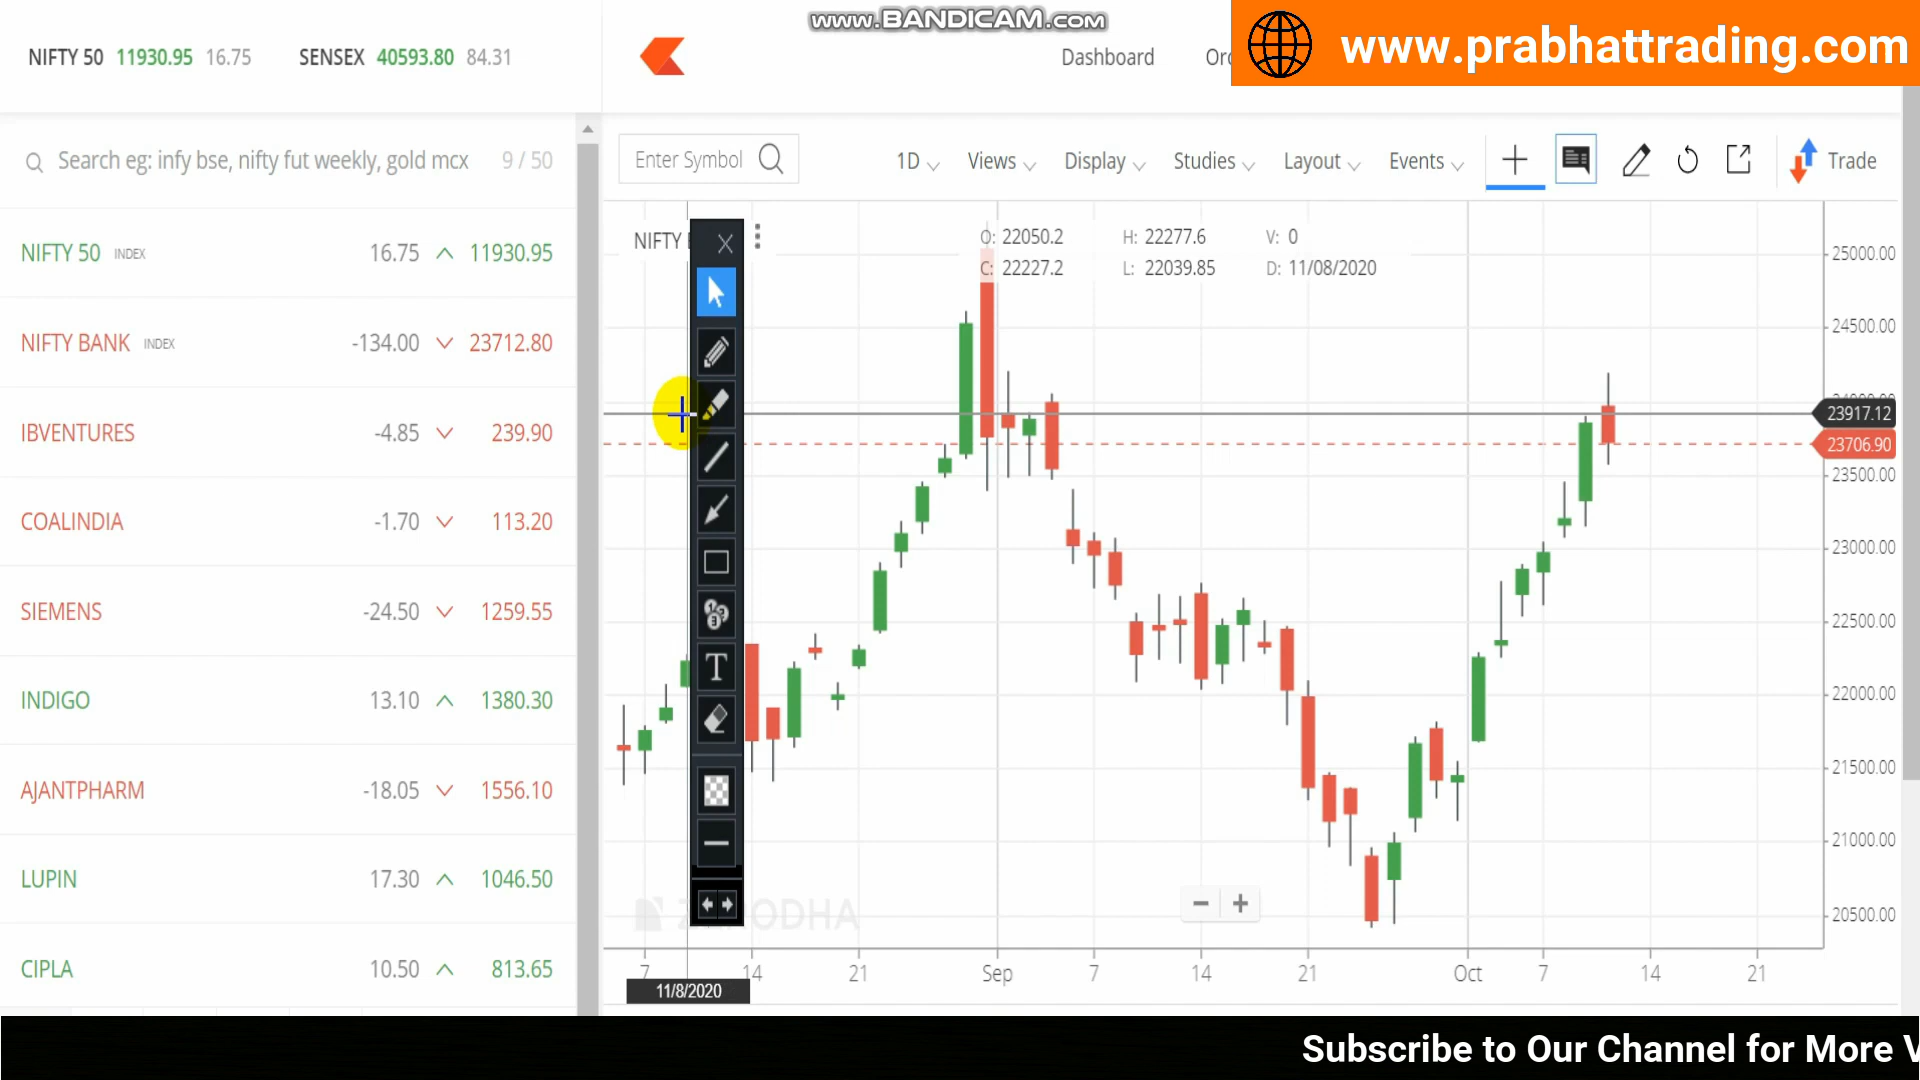 www.BANDICAM.com
www.prabhattrading.com
NIFTY 50 11930.95 16.75 SENSEX 40593.80 84.31
Dashboard
Search eg: infy bse, nifty fut weekly, gold mcx 9 / 50
Enter Symbol 1D Views Display Studies Layout Events Trade
NIFTY 50 INDEX 16.75 11930.95
NIFTY BANK INDEX -134.00 23712.80
IBVENTURES -4.85 239.90
COALINDIA -1.70 113.20
SIEMENS -24.50 1259.55
INDIGO 13.10 1380.30
AJANTPHARM -18.05 1556.10
LUPIN 17.30 1046.50
CIPLA 10.50 813.65
NIFTY
O: 22050.2 H: 22277.6 V: 0
C: 22227.2 L: 22039.85 D: 11/08/2020
T
25000.00
24500.00
23917.12
23706.90
23500.00
23000.00
22500.00
22000.00
21500.00
21000.00
20500.00
7 14 21 Sep 7 14 21 Oct 7 14 21
11/8/2020
Subscribe to Our Channel for More